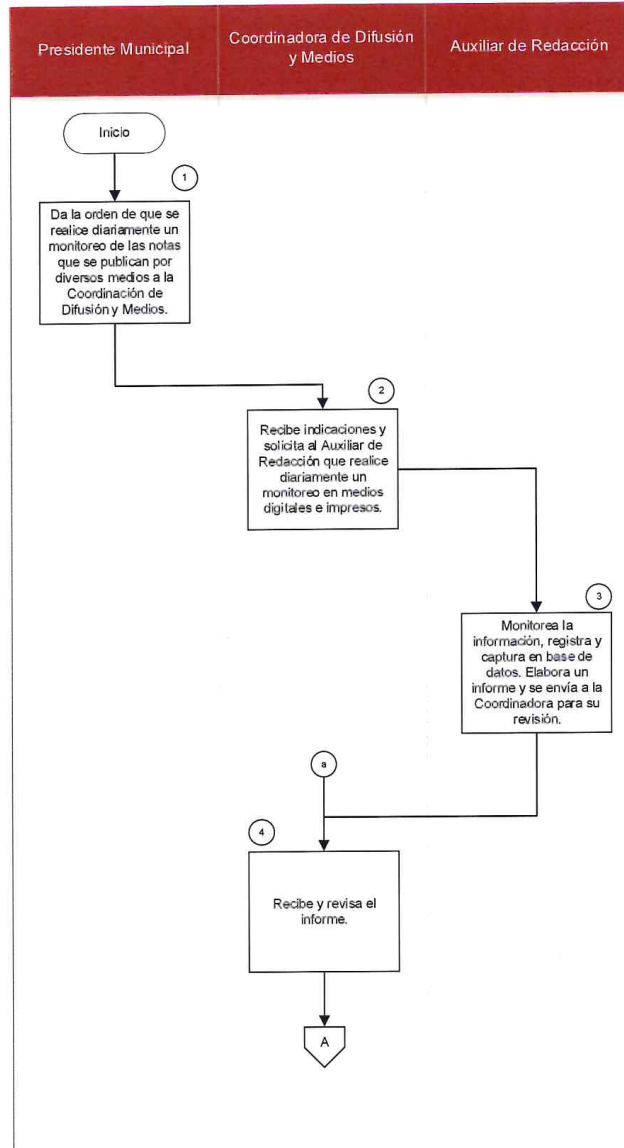 Presidente Municipal
Coordinadora de Difusión
y Medios
Auxiliar de Redacción
Inicio
1
Da la orden de que se
realice diariamente un
monitoreo de las notas
que se publican por
diversos medios a la
Coordinación de
Difusión y Medios.
2
Recibe indicaciones y
solicita al Auxiliar de
Redacción que realice
diariamente un
monitoreo en medios
digitales e impresos.
3
Monitorea la
información, registra y
captura en base de
datos. Elabora un
informe y se envía a la
Coordinadora para su
revisión.
a
4
Recibe y revisa el
informe.
A